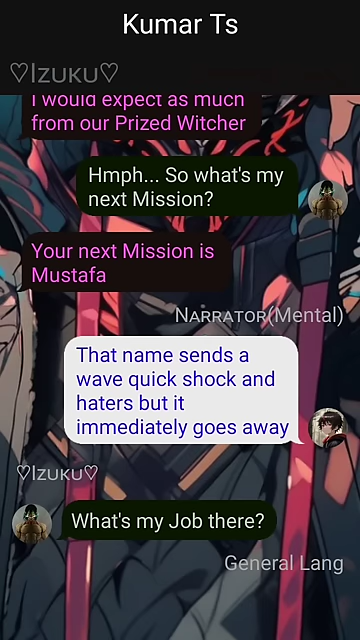 Kumar Ts
♡Izuku♡
I would expect as much
from our Prized Witcher
Hmph... So what's my
next Mission?
Your next Mission is
Mustafa
Narrator(Mental)
That name sends a
wave quick shock and
haters but it
immediately goes away
♡Izuku♡
What's my Job there?
General Lang